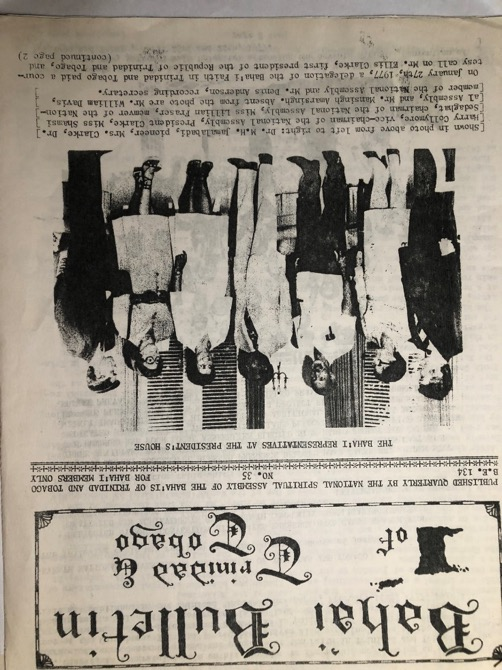 Bahá'í Bulletin
of Trinidad &
Tobago
PUBLISHED QUARTERLY BY THE NATIONAL SPIRITUAL ASSEMBLY OF THE BAHA'IS OF TRINIDAD AND TOBAGO
B.E. 134 NO. 35 FOR BAHA'I MEMBERS ONLY
THE BAHA'I REPRESENTATIVES AT THE PRESIDENT'S HOUSE
[Shown in photo above from left to right: Dr. M'N. pioneer, Mrs. Clarke, Dr.]
[Harry Collymore, vice-chairman of the National Assembly, President Clarke, Miss Shamsi]
[Sedaghat, chairman of the National Assembly, Miss Lillian Fraser, memver of the Nation-]
[al Assembly, and Mr. Mansingh Amarsingh. Absent from the photo are Mr. William Davis,]
[member of the National Assembly and Mr. Denis Anderson, recording secretary.]
On January 27th, 1977, a delegation of the Baha'i Faith in Trinidad and Tobago paid a cour-
tesy call on Mr. Ellis Clarke, first president of the Republic of Trinidad and Tobago, and
(continued page 2)